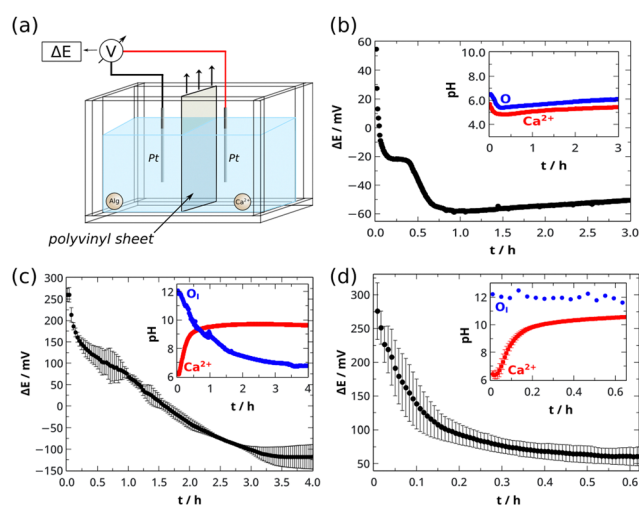 (a)
ΔE
V
Pt
Pt
Alg
Ca²⁺
polyvinyl sheet
(b)
ΔE / mV
60
40
20
0
−20
−40
−60
0.0 0.5 1.0 1.5 2.0 2.5 3.0
t / h
pH
10.0
8.0
6.0
4.0
2.0
O
Ca²⁺
0 1 2 3
t / h
(c)
ΔE / mV
300
250
200
150
100
50
0
−50
−100
−150
0.0 0.5 1.0 1.5 2.0 2.5 3.0 3.5 4.0
t / h
pH
12
10
8
6
O_I
Ca²⁺
0 1 2 3 4
t / h
(d)
ΔE / mV
300
250
200
150
100
50
0 0.1 0.2 0.3 0.4 0.5 0.6
t / h
pH
14
12
10
8
6
O_I
Ca²⁺
0 0.2 0.4 0.6
t / h